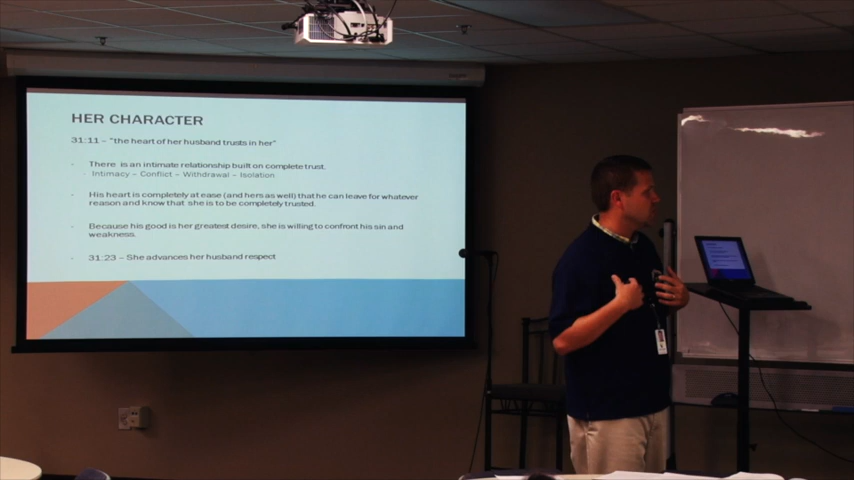 HER CHARACTER
31:11 – "the heart of her husband trusts in her"
- There is an intimate relationship built on complete trust.
- Intimacy – Conflict – Withdrawal – Isolation
- His heart is completely at ease (and hers as well) that he can leave for whatever
reason and know that she is to be completely trusted.
- Because his good is her greatest desire, she is willing to confront his sin and
weakness.
- 31:23 – She advances her husband respect